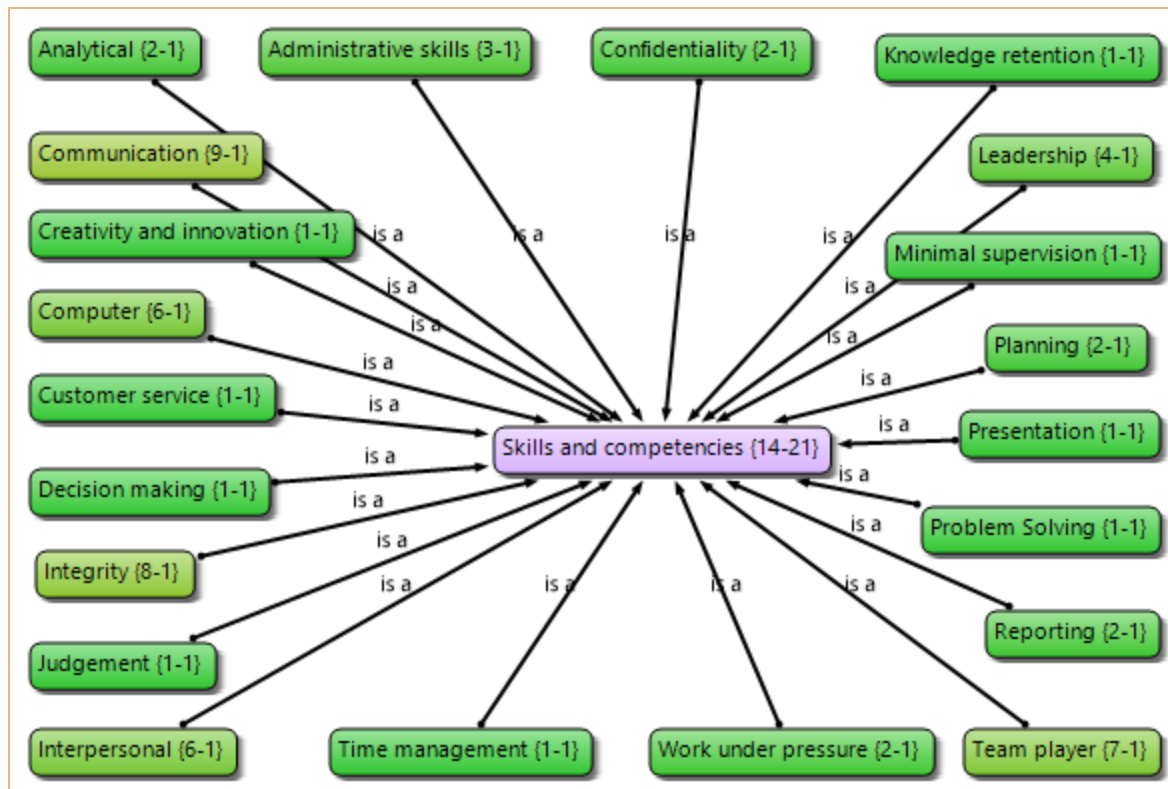 Analytical {2-1}
Administrative skills {3-1}
Confidentiality {2-1}
Knowledge retention {1-1}
Communication {9-1}
Leadership {4-1}
Creativity and innovation {1-1}
is a
is a
is a
is a
Minimal supervision {1-1}
is a
is a
Computer {6-1}
is a
is a
Planning {2-1}
is a
is a
Customer service {1-1}
is a
is a
Presentation {1-1}
Skills and competencies {14-21}
is a
Decision making {1-1}
is a
is a
Problem Solving {1-1}
is a
is a
Integrity {8-1}
is a
is a
is a
is a
Reporting {2-1}
Judgement {1-1}
Interpersonal {6-1}
Time management {1-1}
Work under pressure {2-1}
Team player {7-1}